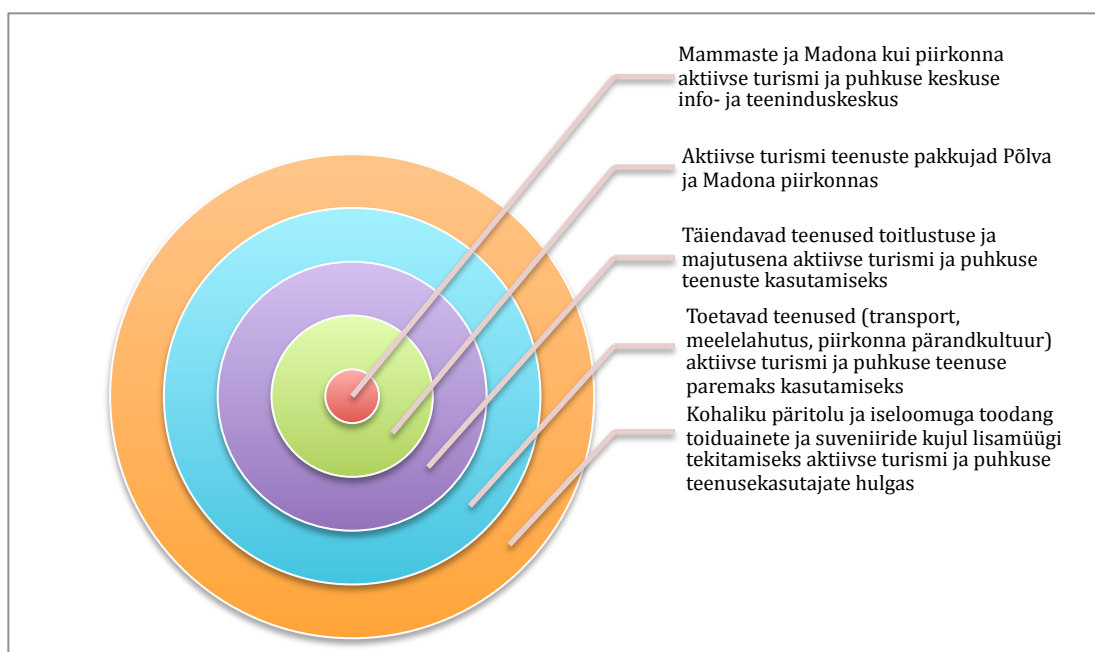 Mammaste ja Madona kui piirkonna
aktiivse turismi ja puhkuse keskuse
info- ja teeninduskeskus
Aktiivse turismi teenuste pakkujad Põlva
ja Madona piirkonnas
Täiendavad teenused toitlustuse ja
majutusena aktiivse turismi ja puhkuse
teenuste kasutamiseks
Toetavad teenused (transport,
meelelahutus, piirkonna pärandkultuur)
aktiivse turismi ja puhkuse teenuse
paremaks kasutamiseks
Kohaliku päritolu ja iseloomuga toodang
toiduainete ja suveniiride kujul lisamüügi
tekitamiseks aktiivse turismi ja puhkuse
teenusekasutajate hulgas